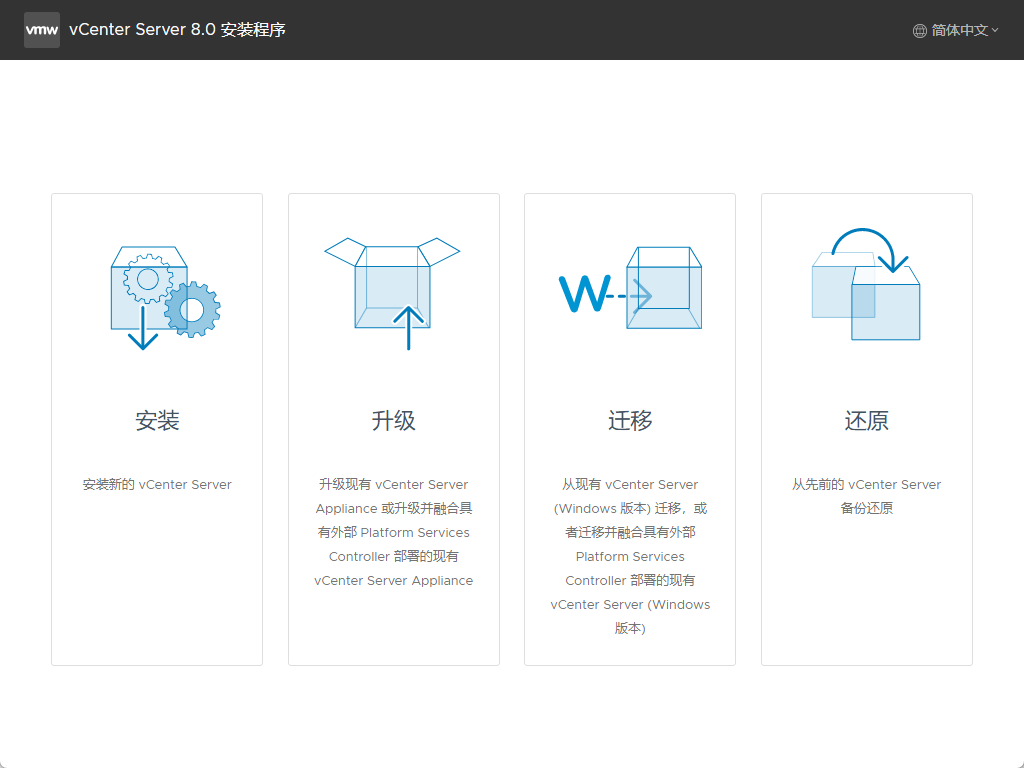 vmw vCenter Server 8.0 安装程序
简体中文
W
安装
安装新的 vCenter Server
升级
升级现有 vCenter Server
Appliance 或升级并融合具
有外部 Platform Services
Controller 部署的现有
vCenter Server Appliance
迁移
从现有 vCenter Server
(Windows 版本) 迁移，或
者迁移并融合具有外部
Platform Services
Controller 部署的现有
vCenter Server (Windows
版本)
还原
从先前的 vCenter Server
备份还原